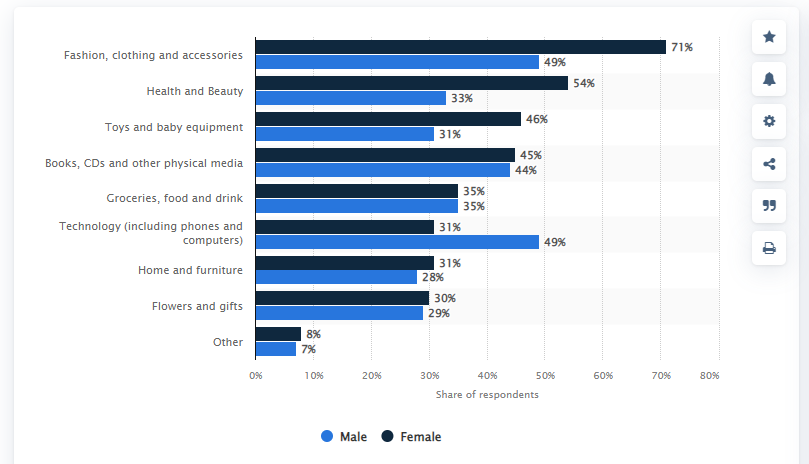 Fashion, clothing and accessories
71%
49%
Health and Beauty
54%
33%
Toys and baby equipment
46%
31%
Books, CDs and other physical media
45%
44%
Groceries, food and drink
35%
35%
Technology (including phones and
computers)
31%
49%
Home and furniture
31%
28%
Flowers and gifts
30%
29%
Other
8%
7%
0% 10% 20% 30% 40% 50% 60% 70% 80%
Share of respondents
Male Female